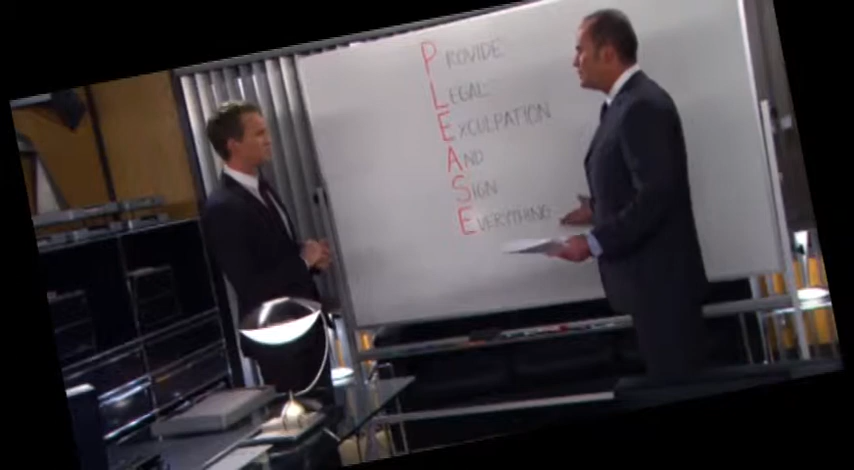 PROVIDE
LEGAL
EXCULPATION
AND
SIGN
EVERYTHING